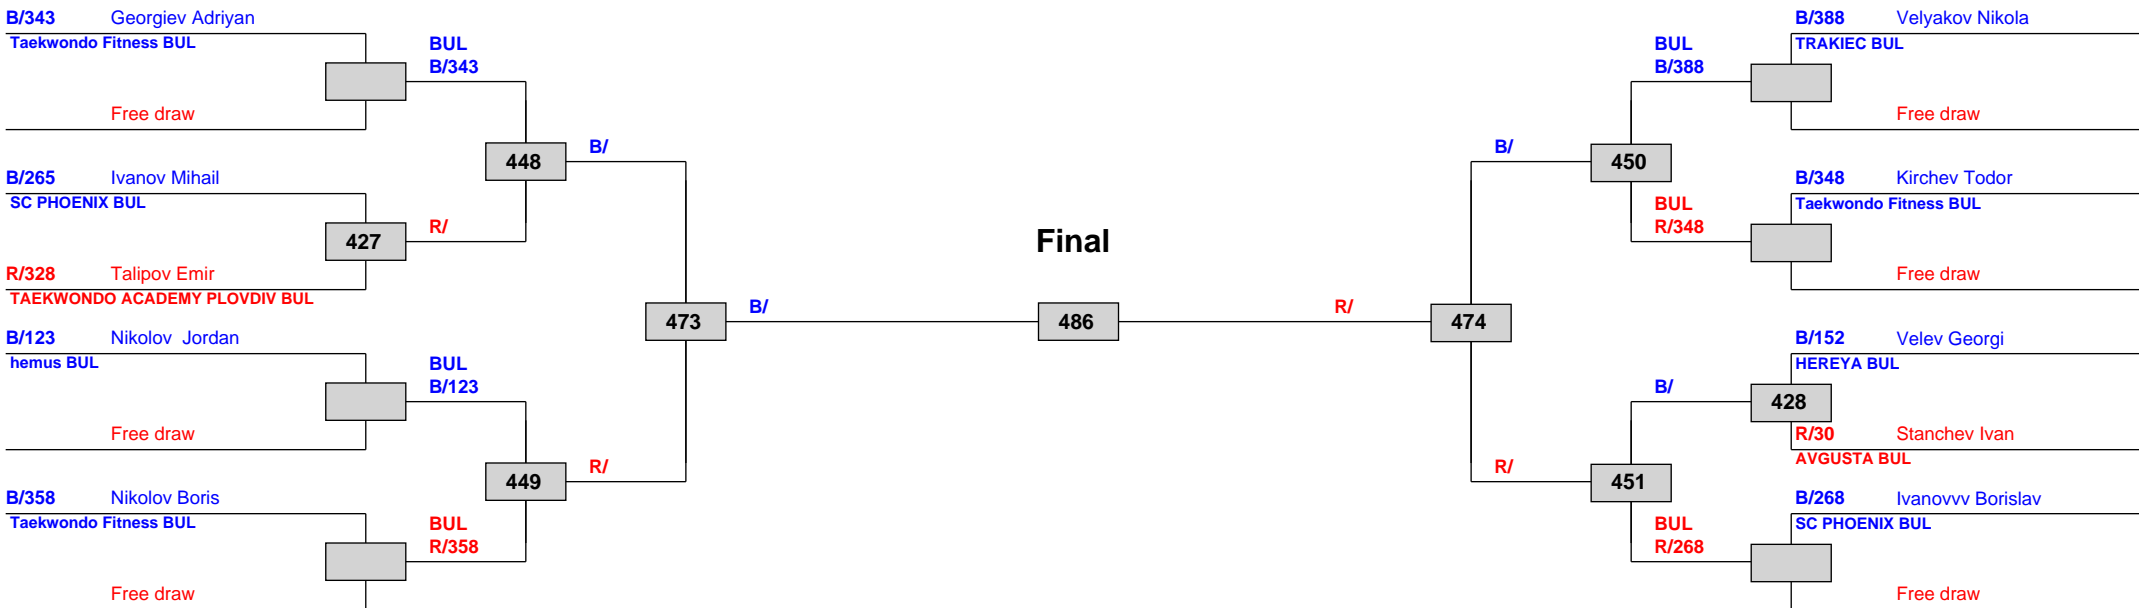 B/343 Georgiev Adriyan
Taekwondo Fitness BUL
BUL
B/343
Free draw
448
B/
B/265 Ivanov Mihail
SC PHOENIX BUL
427
R/
R/328 Talipov Emir
TAEKWONDO ACADEMY PLOVDIV BUL
473
B/
B/123 Nikolov Jordan
hemus BUL
BUL
B/123
Free draw
449
R/
B/358 Nikolov Boris
Taekwondo Fitness BUL
BUL
R/358
Free draw
Final
486
R/
474
B/388 Velyakov Nikola
TRAKIEC BUL
BUL
B/388
Free draw
B/
450
B/348 Kirchev Todor
Taekwondo Fitness BUL
BUL
R/348
Free draw
B/152 Velev Georgi
HEREYA BUL
B/
428
R/30 Stanchev Ivan
AVGUSTA BUL
R/
451
B/268 Ivanovvv Borislav
SC PHOENIX BUL
BUL
R/268
Free draw